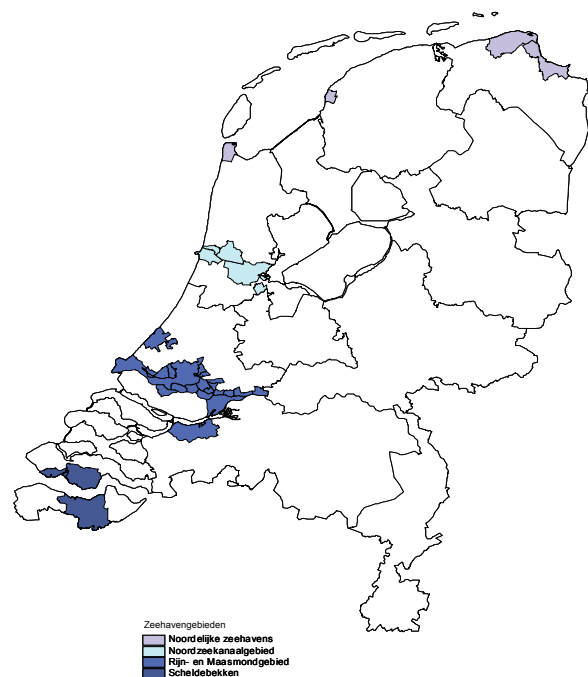 Zeehavengebieden
Noordelijke zeehavens
Noordzeekanaalgebied
Rijn- en Maasmondgebied
Scheldebekken